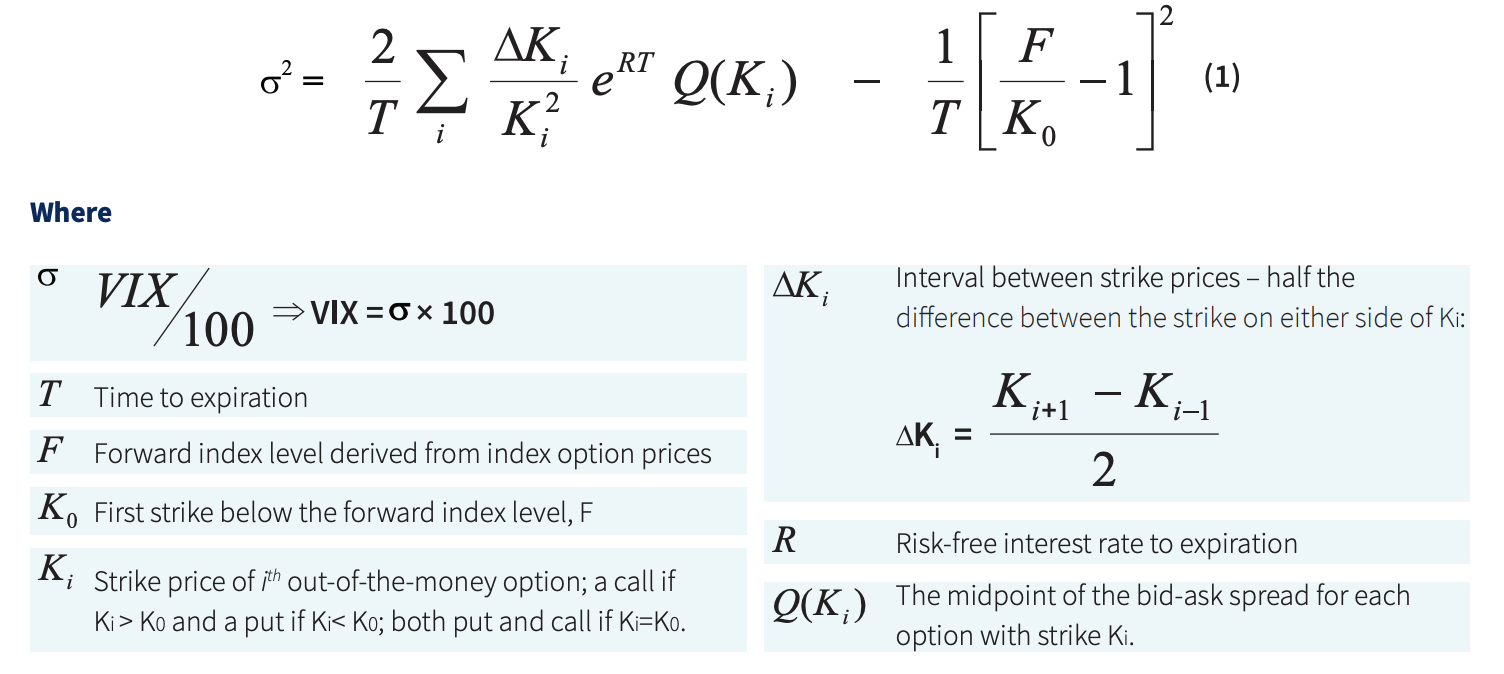 σ² = 2/T ∑i ΔKi/Ki² e^RT Q(Ki) – 1/T [F/K0 – 1]² (1)
Where
σ VIX/100 ⇒ VIX = σ × 100
T Time to expiration
F Forward index level derived from index option prices
K0 First strike below the forward index level, F
Ki Strike price of ith out-of-the-money option; a call if
Ki > K0 and a put if Ki< K0; both put and call if Ki=K0.
ΔKi Interval between strike prices – half the
difference between the strike on either side of Ki:
ΔKi = (Ki+1 – Ki–1)/2
R Risk-free interest rate to expiration
Q(Ki) The midpoint of the bid-ask spread for each
option with strike Ki.